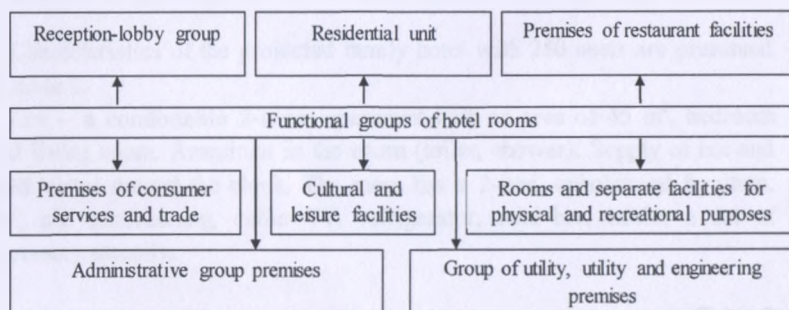 Reception-lobby group
Residential unit
Premises of restaurant facilities
Functional groups of hotel rooms
Premises of consumer
services and trade
Cultural and
leisure facilities
Rooms and separate facilities for
physical and recreational purposes
Administrative group premises
Group of utility, utility and engineering
premises